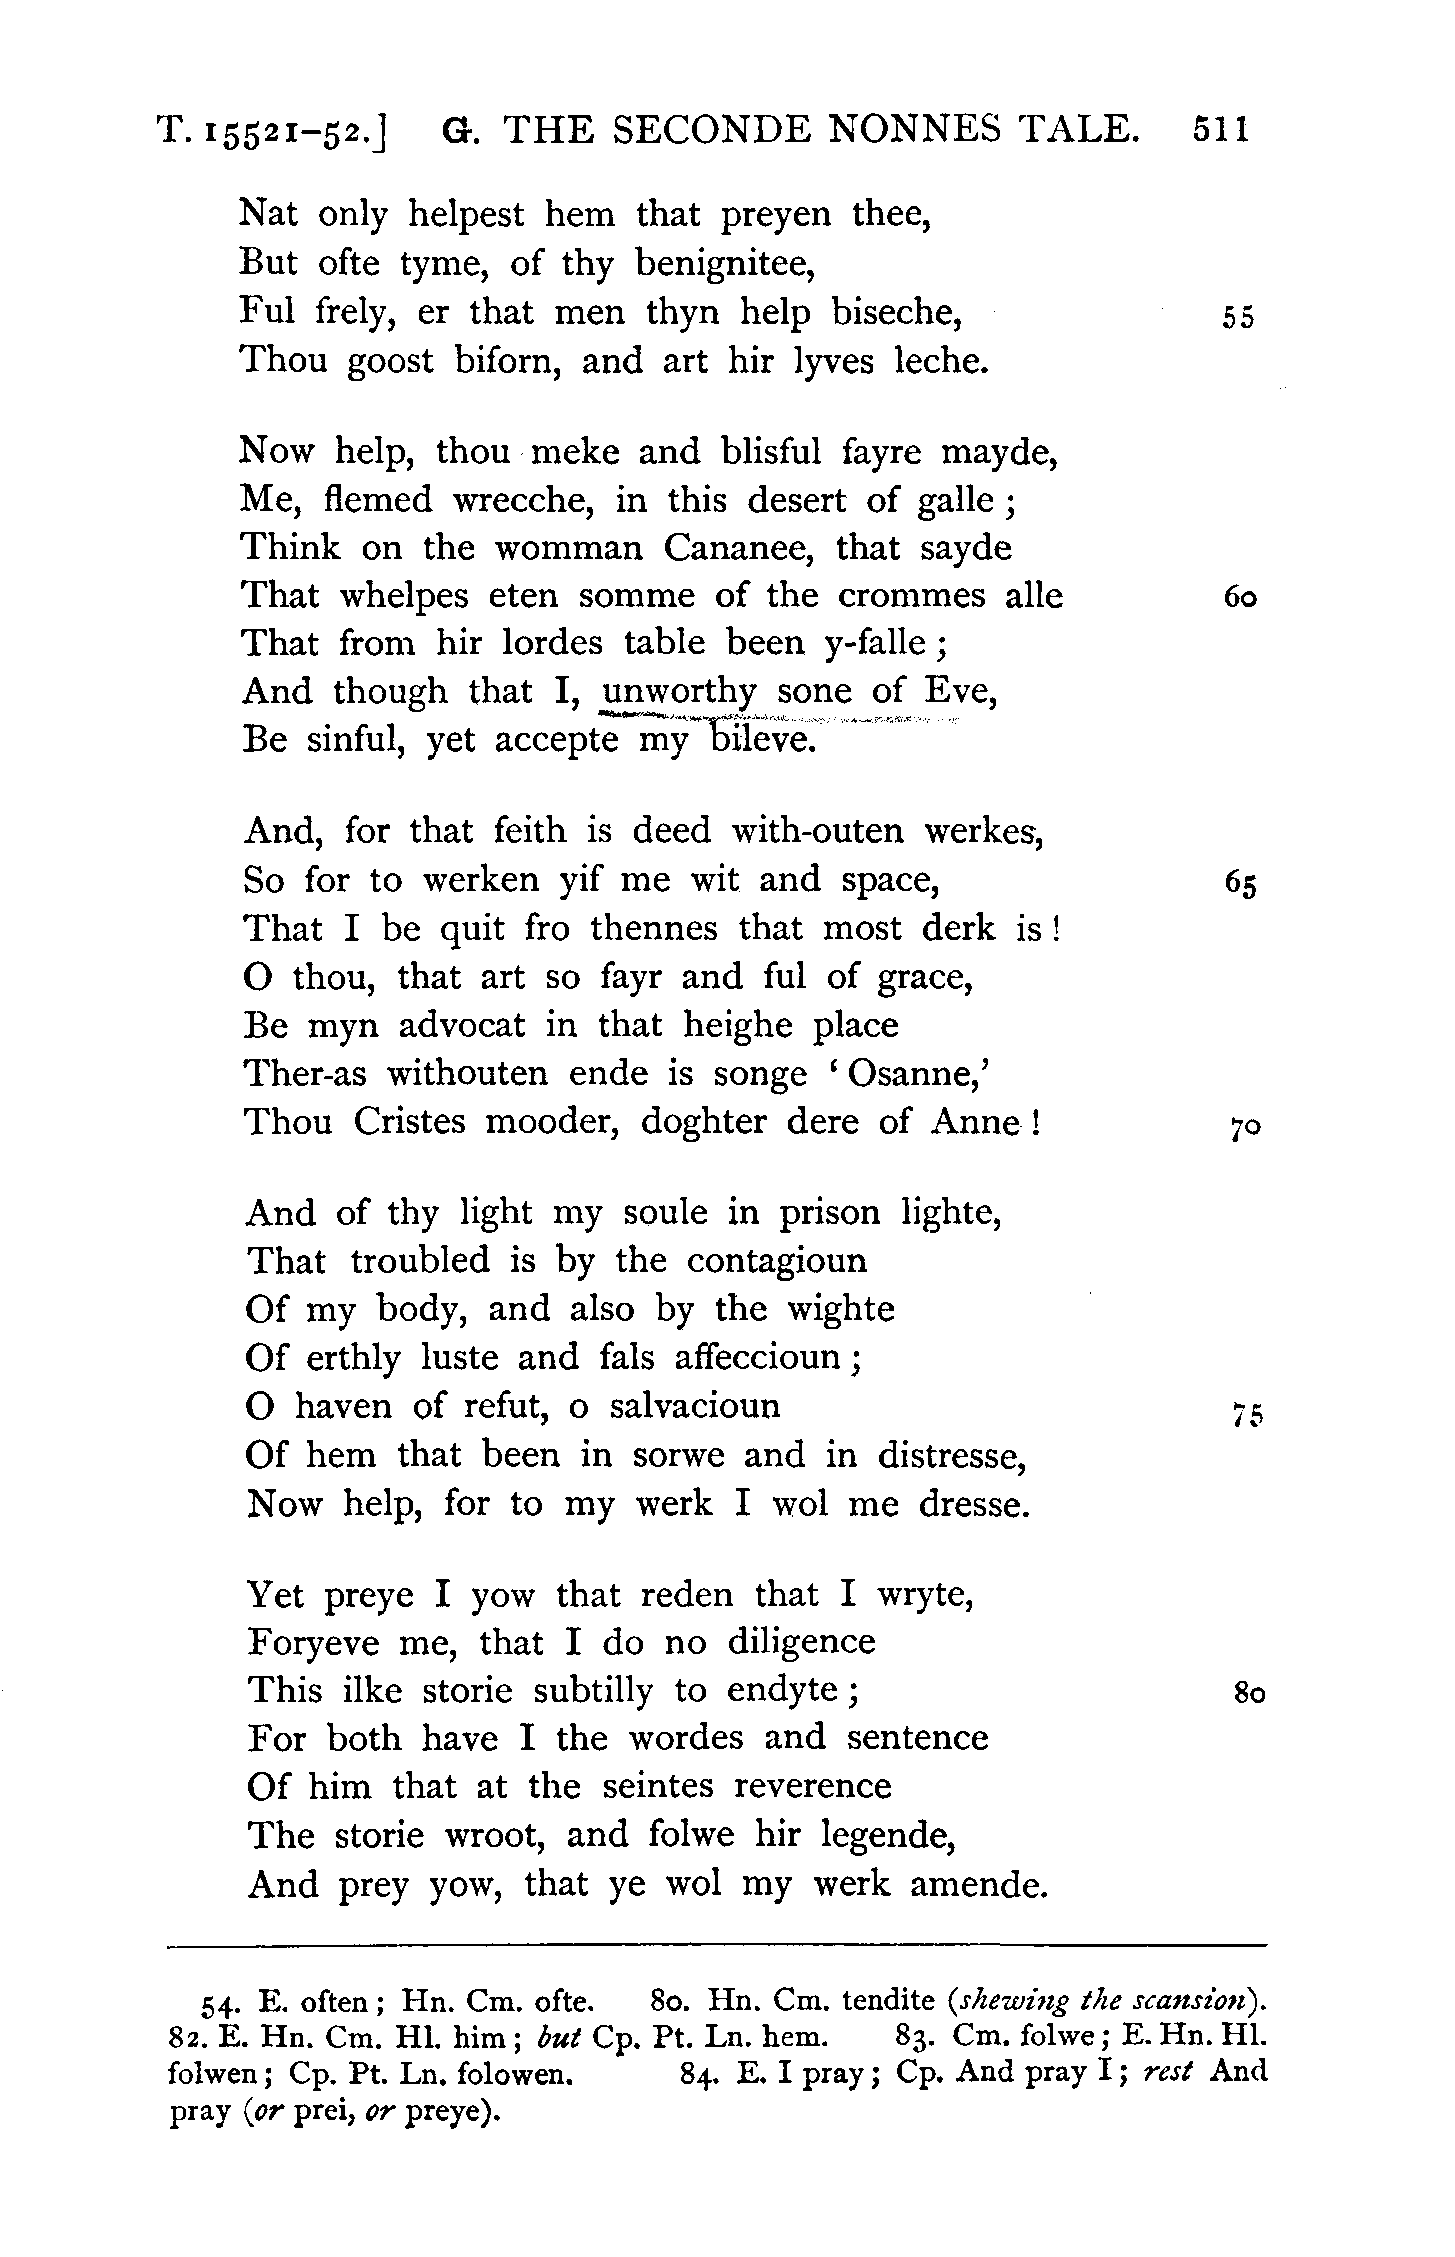 T. 15521–52.] G. THE SECONDE NONNES TALE. 511
Nat only helpest hem that preyen thee,
But ofte tyme, of thy benignitee,
Ful frely, er that men thyn help biseche, 55
Thou goost biforn, and art hir lyves leche.
Now help, thou meke and blisful fayre mayde,
Me, flemed wrecche, in this desert of galle ;
Think on the womman Cananee, that sayde
That whelpes eten somme of the crommes alle 60
That from hir lordes table been y-falle ;
And though that I, unworthy sone of Eve,
Be sinful, yet accepte my bileve.
And, for that feith is deed with-outen werkes,
So for to werken yif me wit and space, 65
That I be quit fro thennes that most derk is !
O thou, that art so fayr and ful of grace,
Be myn advocat in that heighe place
Ther-as withouten ende is songe ‘ Osanne,’
Thou Cristes mooder, doghter dere of Anne ! 70
And of thy light my soule in prison lighte,
That troubled is by the contagioun
Of my body, and also by the wighte
Of erthly luste and fals affeccioun ;
O haven of refut, o salvacioun 75
Of hem that been in sorwe and in distresse,
Now help, for to my werk I wol me dresse.
Yet preye I yow that reden that I wryte,
Foryeve me, that I do no diligence
This ilke storie subtilly to endyte ; 80
For both have I the wordes and sentence
Of him that at the seintes reverence
The storie wroot, and folwe hir legende,
And prey yow, that ye wol my werk amende.
54. E. often ; Hn. Cm. ofte. 80. Hn. Cm. tendite (shewing the scansion).
82. E. Hn. Cm. Hl. him ; but Cp. Pt. Ln. hem. 83. Cm. folwe ; E. Hn. Hl.
folwen ; Cp. Pt. Ln. folowen. 84. E. I pray ; Cp. And pray I ; rest And
pray (or prei, or preye).